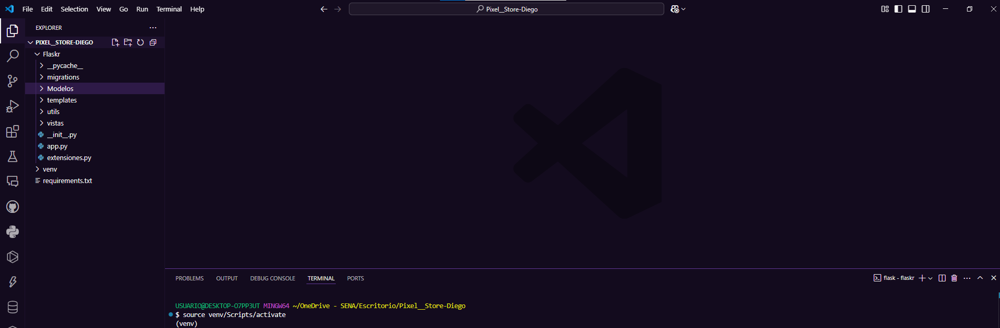 File Edit Selection View Go Run Terminal Help
Pixel__Store-Diego
EXPLORER
PIXEL__STORE-DIEGO
Flaskr
__pycache__
migrations
Modelos
templates
utils
vistas
__init__.py
app.py
extensiones.py
venv
requirements.txt
PROBLEMS OUTPUT DEBUG CONSOLE TERMINAL PORTS
flask - flaskr
USUARIO@DESKTOP-O7PP3UT MINGW64 ~/OneDrive - SENA/Escritorio/Pixel__Store-Diego
$ source venv/Scripts/activate
(venv)